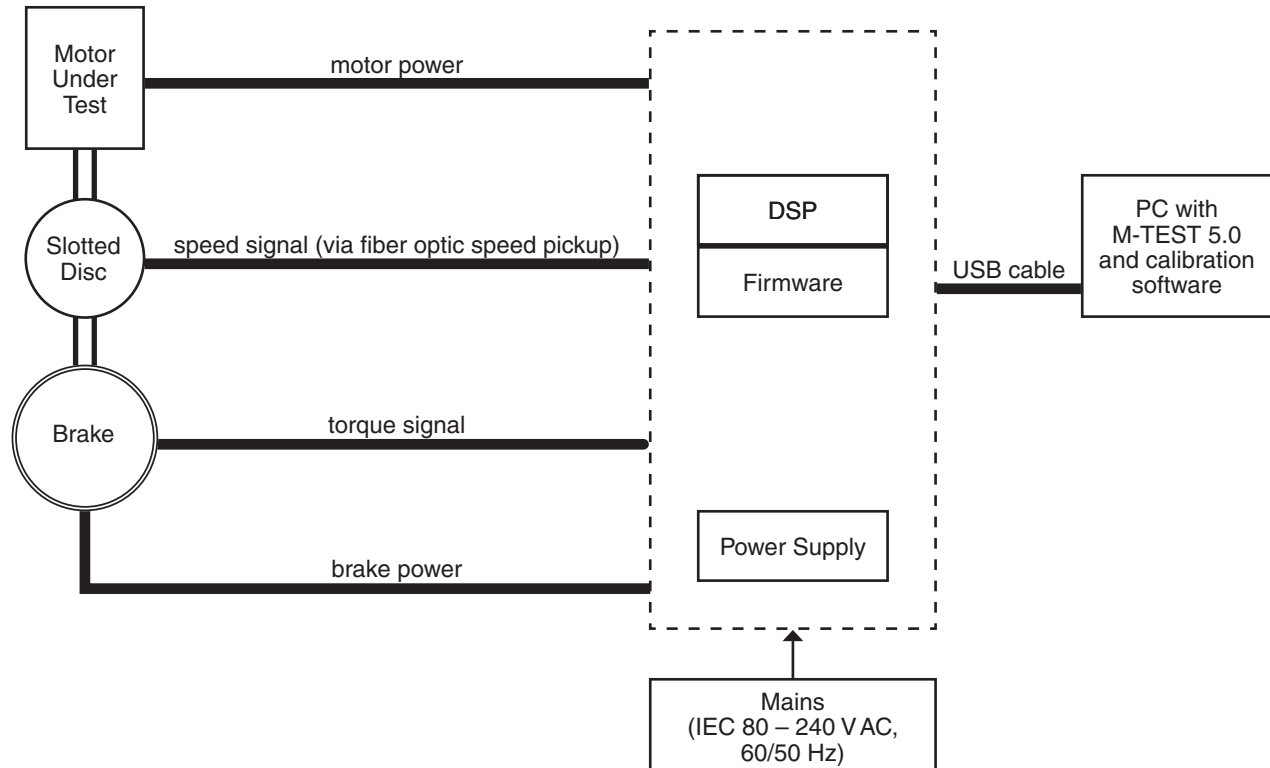 Motor
Under
Test
motor power
Slotted
Disc
speed signal (via fiber optic speed pickup)
DSP
Firmware
USB cable
PC with
M-TEST 5.0
and calibration
software
Brake
torque signal
Power Supply
brake power
Mains
(IEC 80 – 240 V AC,
60/50 Hz)